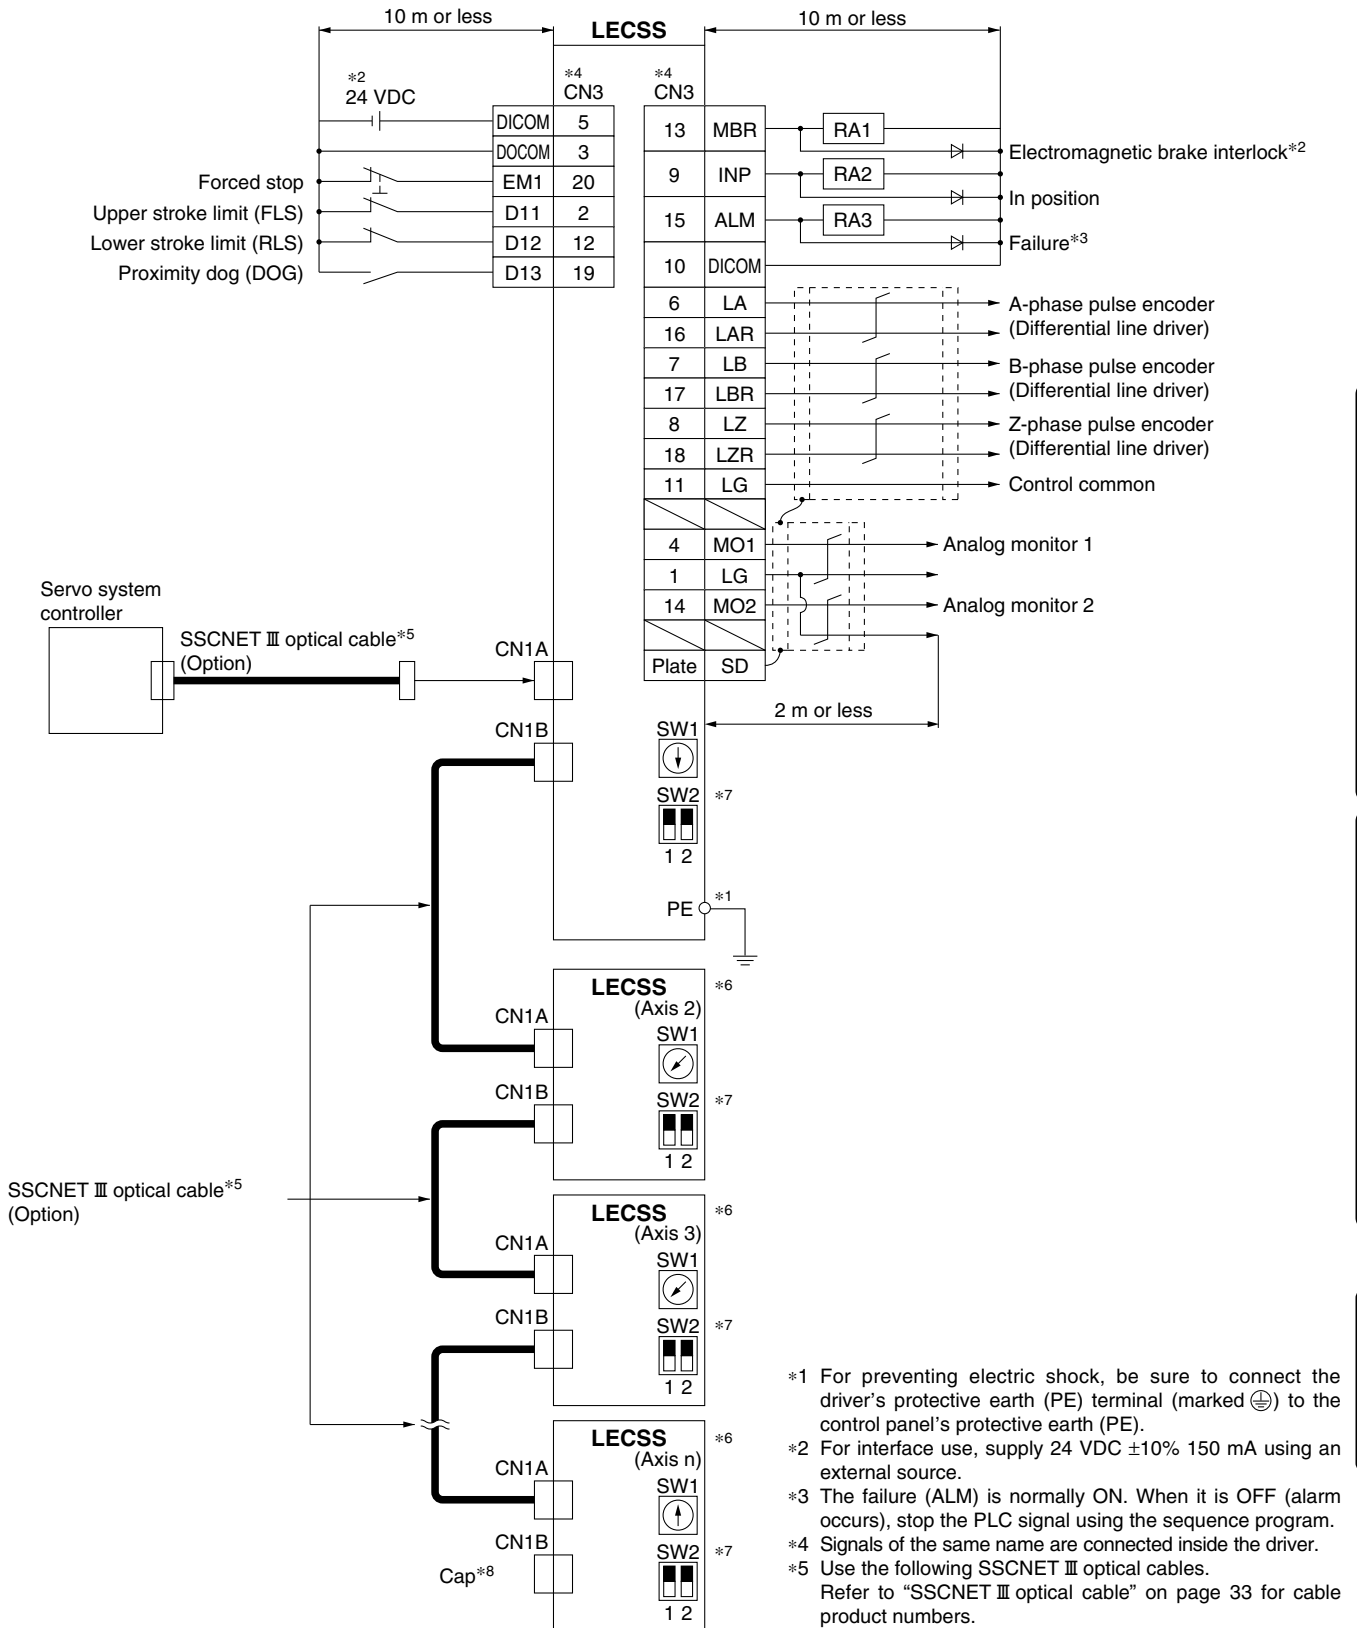 10 m or less
LECSS
10 m or less
*2
24 VDC
*4
CN3
*4
CN3
DICOM 5
DOCOM 3
Forced stop EM1 20
Upper stroke limit (FLS) D11 2
Lower stroke limit (RLS) D12 12
Proximity dog (DOG) D13 19
13 MBR RA1
Electromagnetic brake interlock*2
9 INP RA2
In position
15 ALM RA3
Failure*3
10 DICOM
6 LA A-phase pulse encoder
16 LAR (Differential line driver)
7 LB B-phase pulse encoder
17 LBR (Differential line driver)
8 LZ Z-phase pulse encoder
18 LZR (Differential line driver)
11 LG Control common
4 MO1 Analog monitor 1
1 LG
14 MO2 Analog monitor 2
Plate SD
2 m or less
Servo system
controller
SSCNET Ⅲ optical cable*5
(Option)
CN1A
CN1B
SW1
SW2 *7
1 2
PE *1
LECSS *6
(Axis 2)
CN1A
SW1
CN1B
SW2 *7
1 2
SSCNET Ⅲ optical cable*5
(Option)
LECSS *6
(Axis 3)
CN1A
SW1
CN1B
SW2 *7
1 2
LECSS *6
(Axis n)
CN1A
SW1
CN1B
Cap*8
SW2 *7
1 2
*1 For preventing electric shock, be sure to connect the
driver's protective earth (PE) terminal (marked ⏚) to the
control panel's protective earth (PE).
*2 For interface use, supply 24 VDC ±10% 150 mA using an
external source.
*3 The failure (ALM) is normally ON. When it is OFF (alarm
occurs), stop the PLC signal using the sequence program.
*4 Signals of the same name are connected inside the driver.
*5 Use the following SSCNET Ⅲ optical cables.
Refer to “SSCNET Ⅲ optical cable” on page 33 for cable
product numbers.